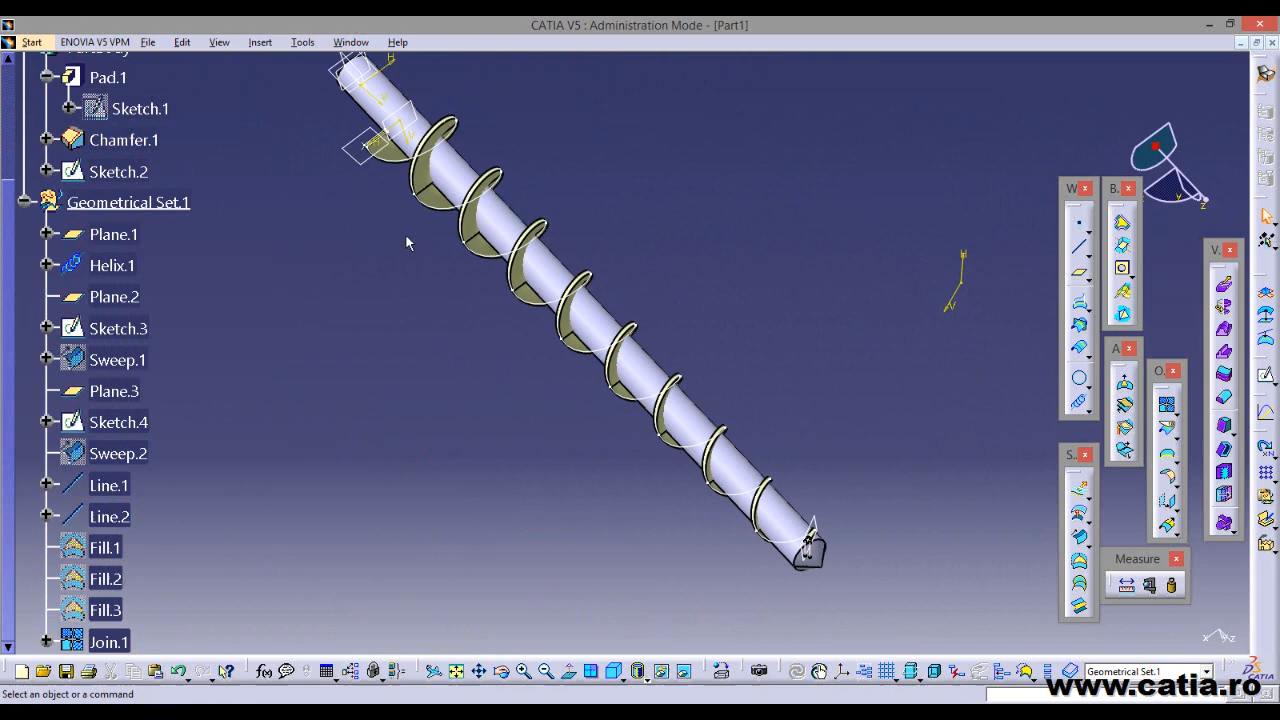 CATIA V5 : Administration Mode - [Part1]
Start ENOVIA V5 VPM File Edit View Insert Tools Window Help
Pad.1
Sketch.1
Chamfer.1
Sketch.2
Geometrical Set.1
Plane.1
Helix.1
Plane.2
Sketch.3
Sweep.1
Plane.3
Sketch.4
Sweep.2
Line.1
Line.2
Fill.1
Fill.2
Fill.3
Join.1
H
H
V
y
z
W
B.
V.
A
O.
S..
Measure
f(x)
Geometrical Set.1
Select an object or a command
www.catia.ro